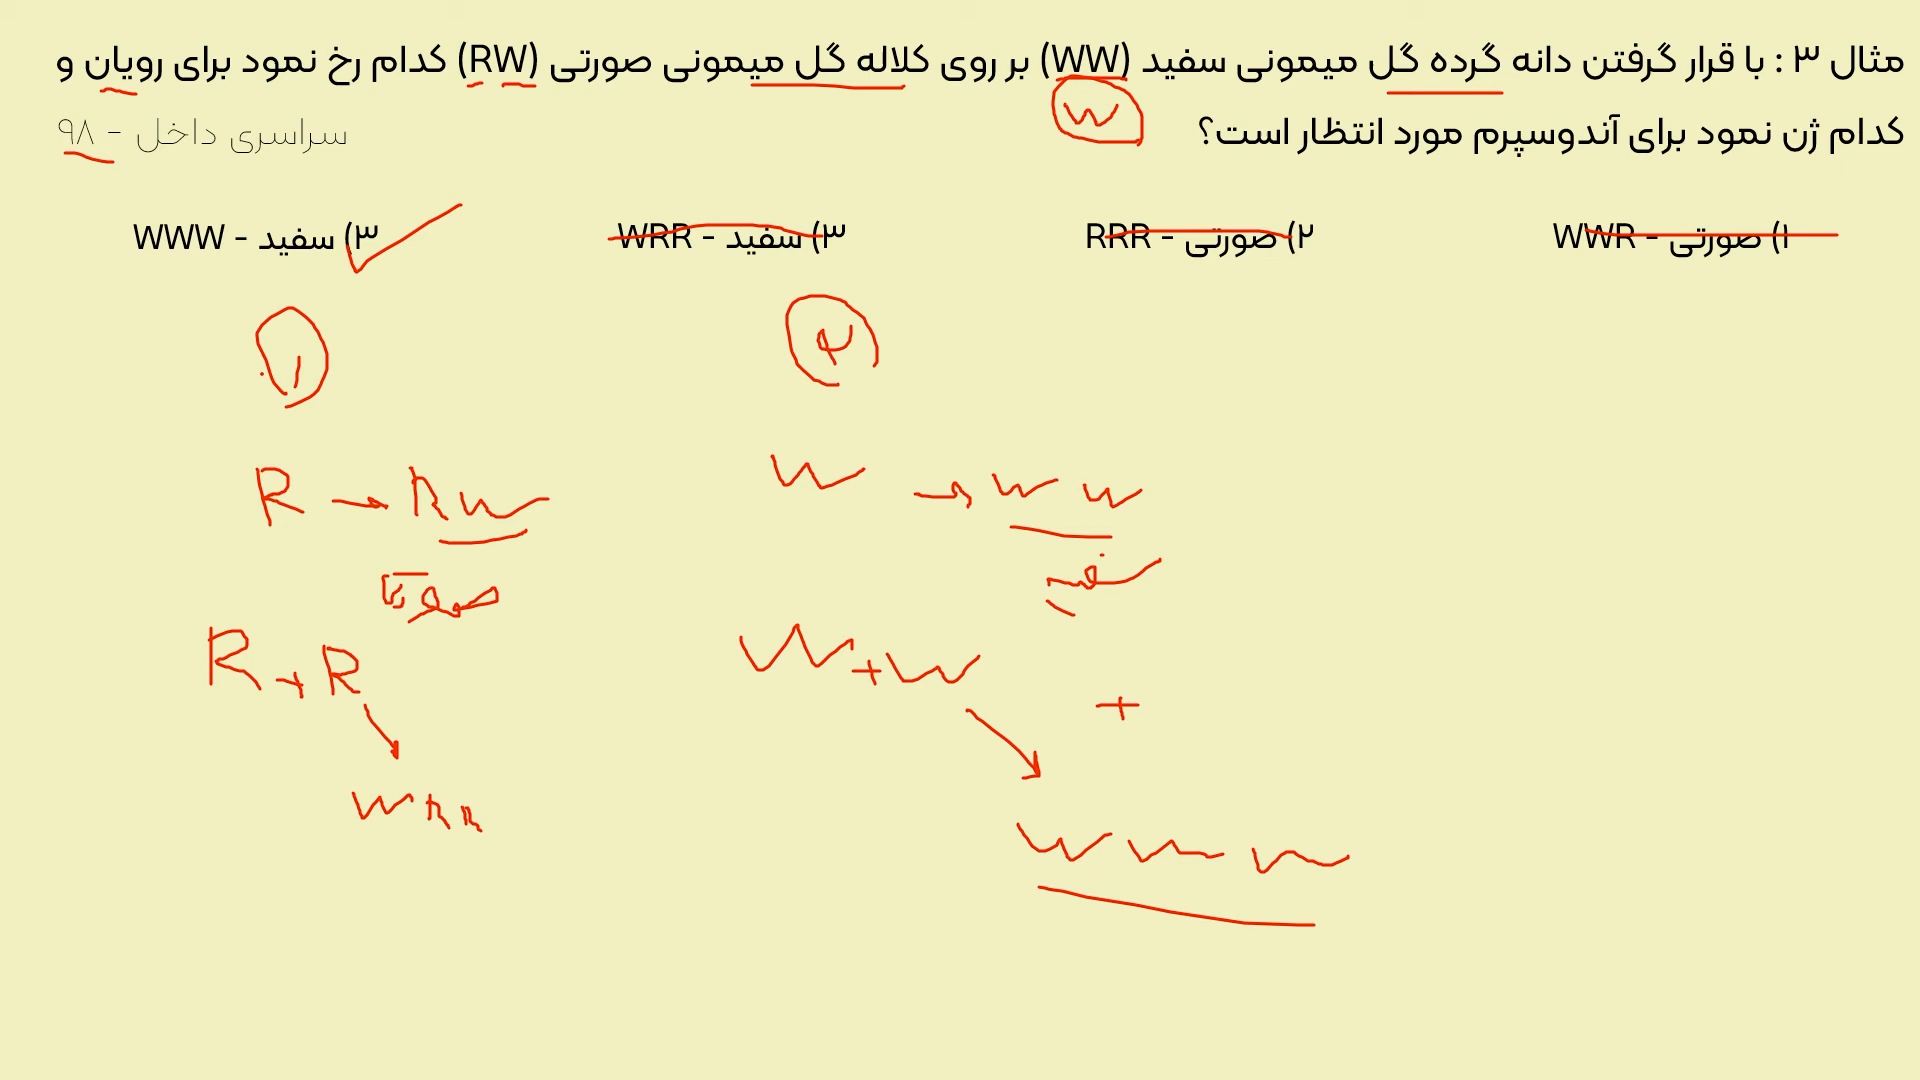 مثال ۳ : با قرار گرفتن دانه گرده گل میمونی سفید (WW) بر روی کلاله گل میمونی صورتی (RW) کدام رخ نمود برای رویان و
کدام ژن نمود برای آندوسپرم مورد انتظار است؟ سراسری داخل - ۹۸
W
۱) صورتی - WWR ۲) صورتی - RRR ۳) سفید - WRR ۳) سفید - WWW
۱ ۲
R → RW W → WW
صورتی سفید
R + R W + W +
WRR
WWW